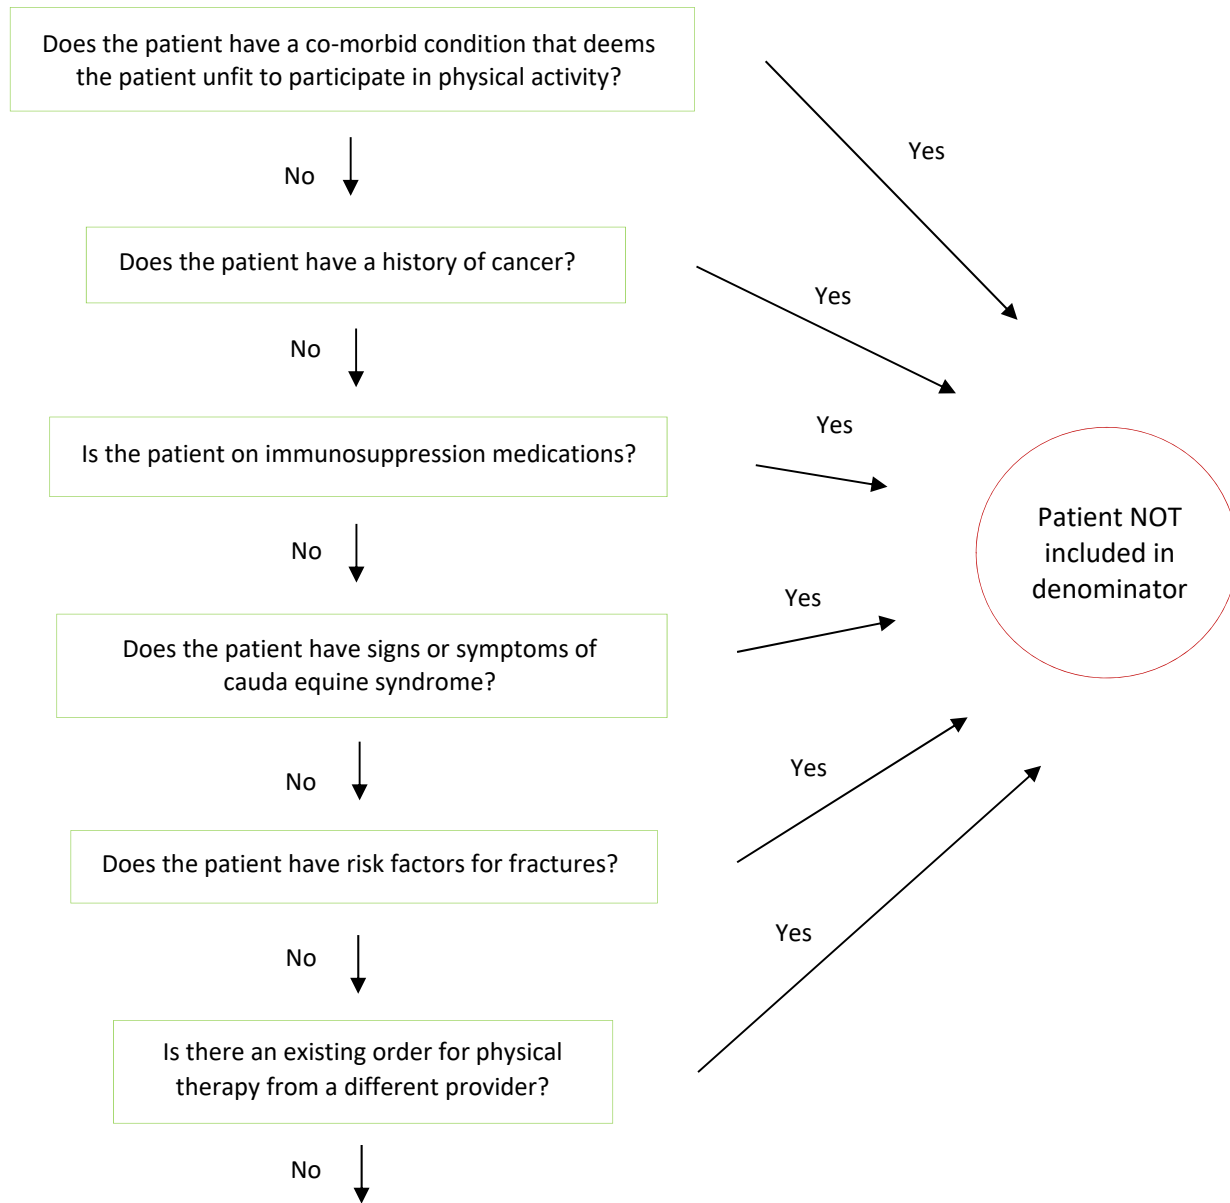 Does the patient have a co-morbid condition that deems
the patient unfit to participate in physical activity?
Yes
No
Does the patient have a history of cancer?
Yes
No
Is the patient on immunosuppression medications?
Yes
No
Does the patient have signs or symptoms of
cauda equine syndrome?
Yes
No
Does the patient have risk factors for fractures?
Yes
No
Is there an existing order for physical
therapy from a different provider?
Yes
No
Patient NOT
included in
denominator